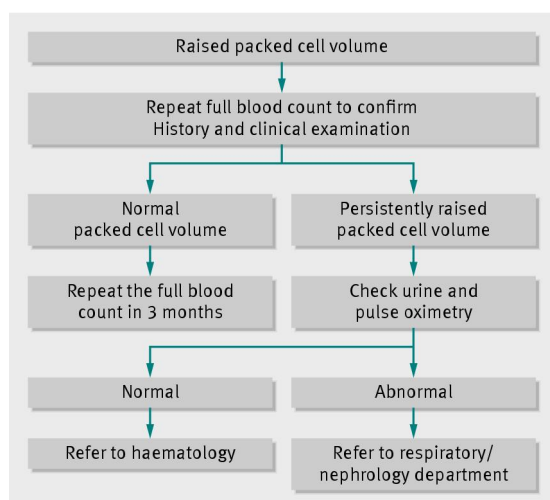 Raised packed cell volume
Repeat full blood count to confirm
History and clinical examination
Normal
packed cell volume
Persistently raised
packed cell volume
Repeat the full blood
count in 3 months
Check urine and
pulse oximetry
Normal
Abnormal
Refer to haematology
Refer to respiratory/
nephrology department